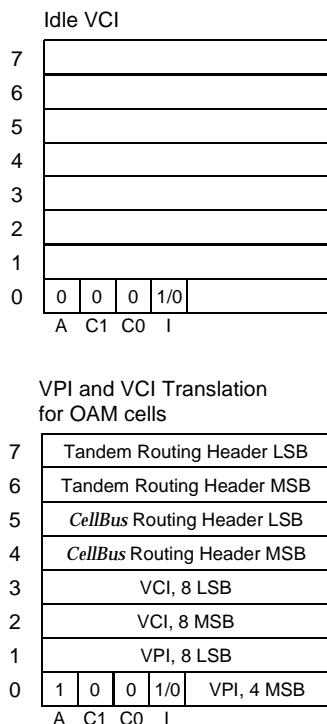 Idle VCI
7
6
5
4
3
2
1
0 0 0 0 1/0
A C1 C0 I
VPI and VCI Translation
for OAM cells
7 Tandem Routing Header LSB
6 Tandem Routing Header MSB
5 CellBus Routing Header LSB
4 CellBus Routing Header MSB
3 VCI, 8 LSB
2 VCI, 8 MSB
1 VPI, 8 LSB
0 1 0 0 1/0 VPI, 4 MSB
A C1 C0 I